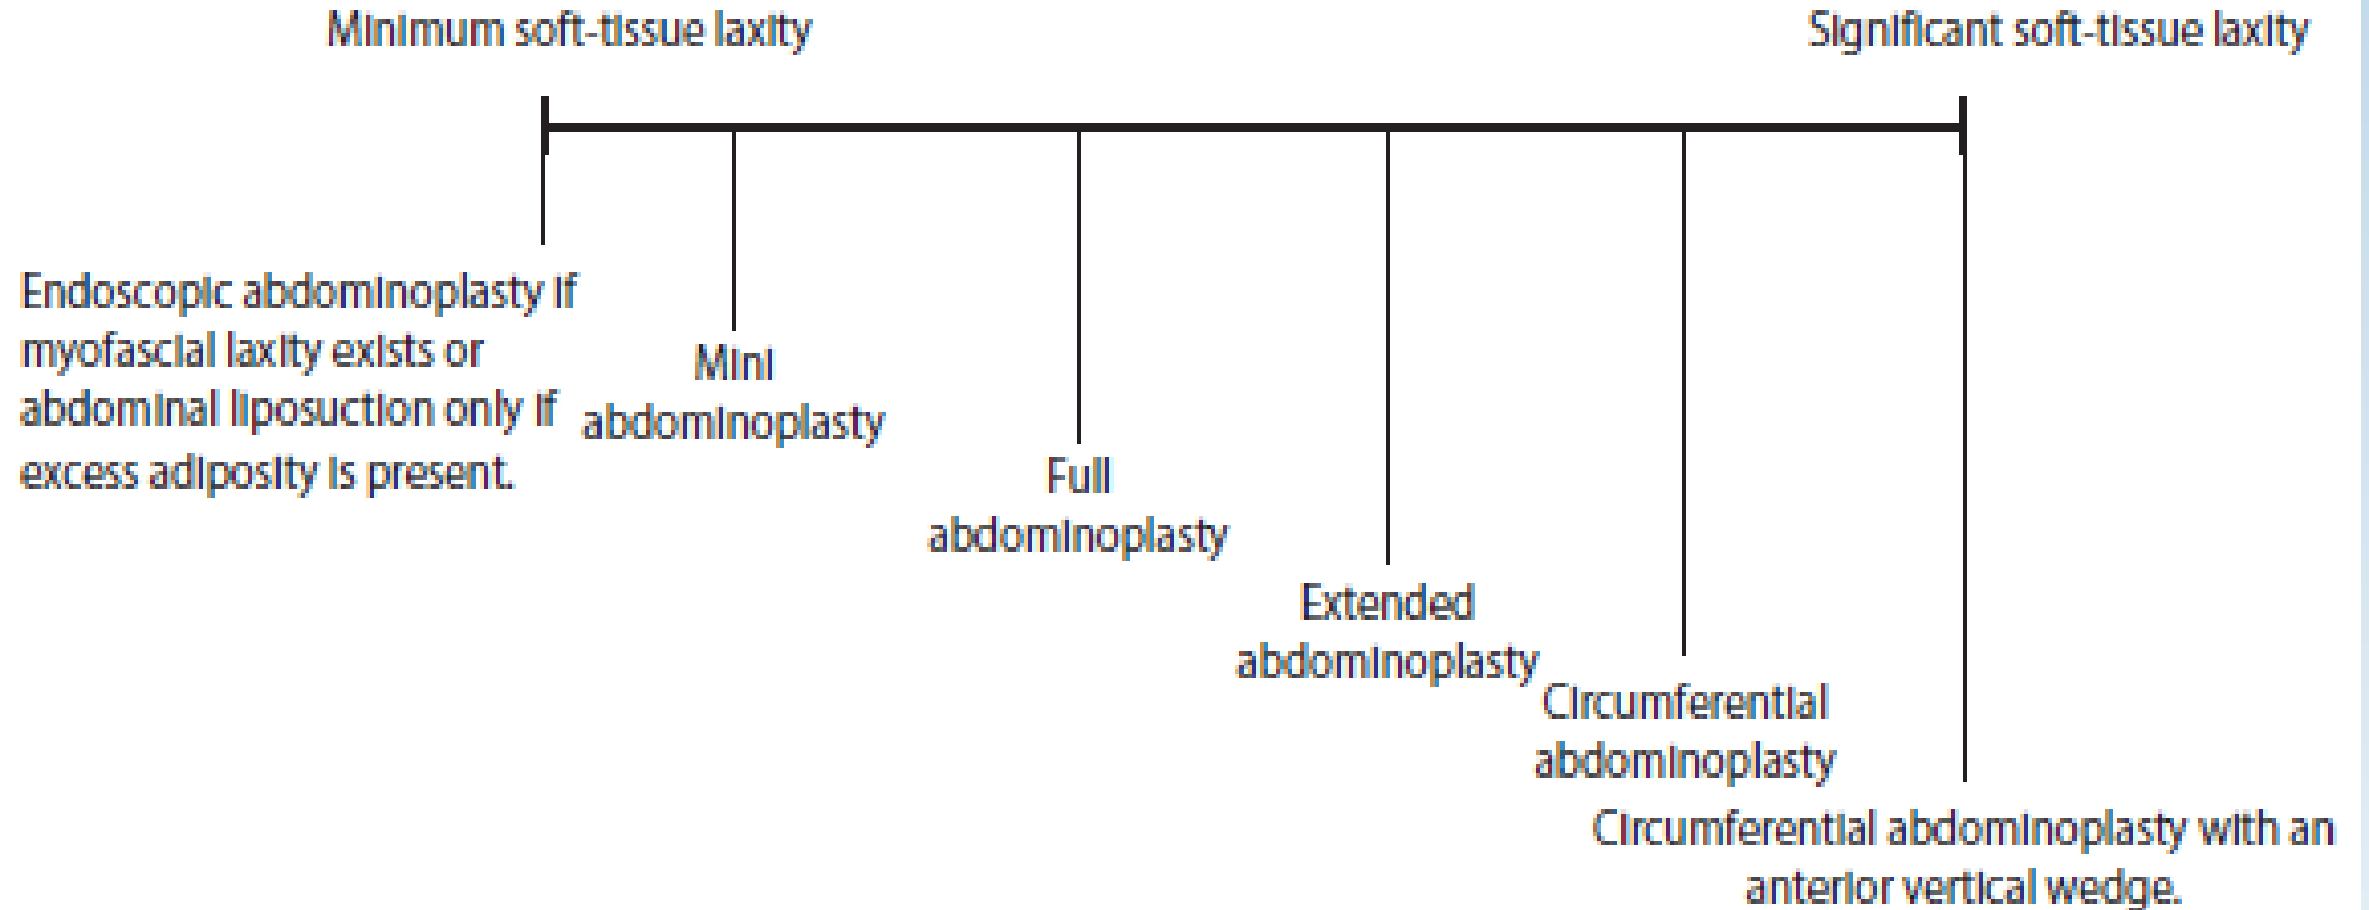 Minimum soft-tissue laxity
Significant soft-tissue laxity
Endoscopic abdominoplasty if
myofascial laxity exists or
abdominal liposuction only if
excess adiposity is present.
Mini
abdominoplasty
Full
abdominoplasty
Extended
abdominoplasty
Circumferential
abdominoplasty
Circumferential abdominoplasty with an
anterior vertical wedge.